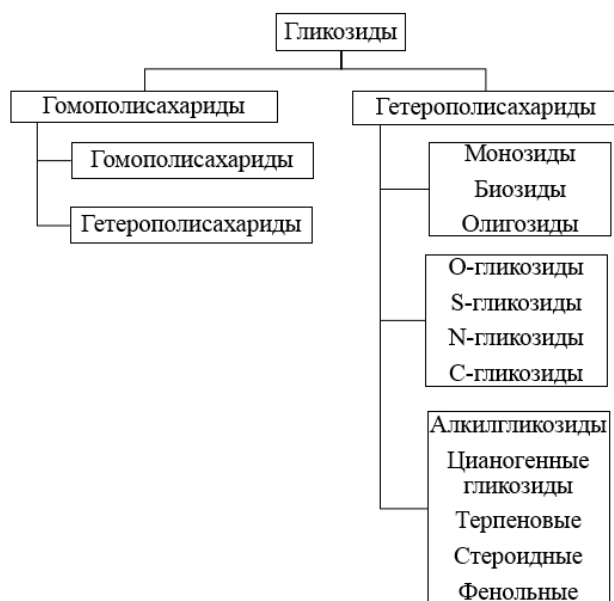 Гликозиды
Гомополисахариды
Гомополисахариды
Гетерополисахариды
Гетерополисахариды
Монозиды
Биозиды
Олигозиды
О-гликозиды
S-гликозиды
N-гликозиды
С-гликозиды
Алкилгликозиды
Цианогенные
гликозиды
Терпеновые
Стероидные
Фенольные